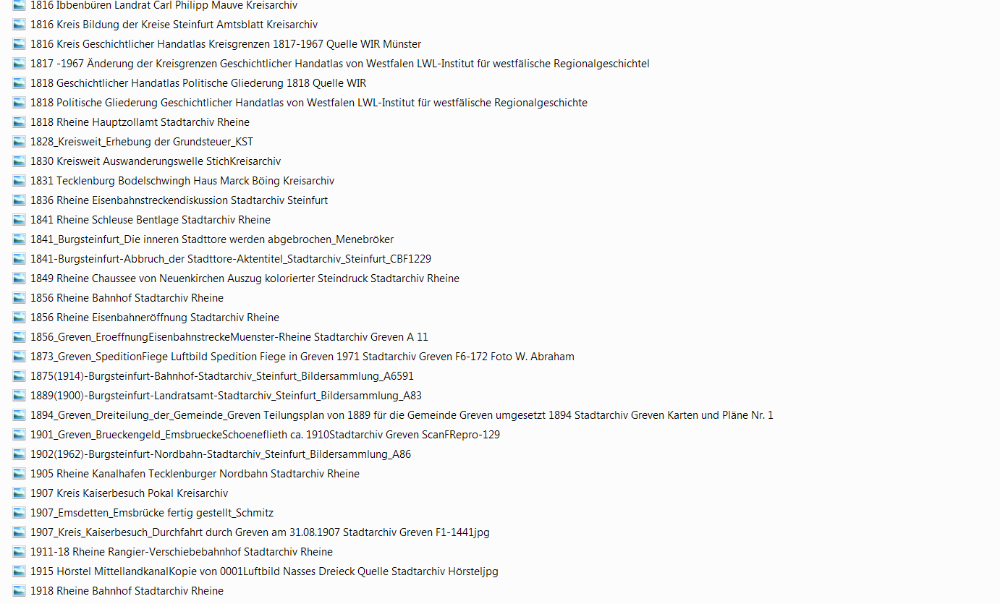 1816 Ibbenbüren Landrat Carl Philipp Mauve Kreisarchiv
1816 Kreis Bildung der Kreise Steinfurt Amtsblatt Kreisarchiv
1816 Kreis Geschichtlicher Handatlas Kreisgrenzen 1817-1967 Quelle WIR Münster
1817 -1967 Änderung der Kreisgrenzen Geschichtlicher Handatlas von Westfalen LWL-Institut für westfälische Regionalgeschichtel
1818 Geschichtlicher Handatlas Politische Gliederung 1818 Quelle WIR
1818 Politische Gliederung Geschichtlicher Handatlas von Westfalen LWL-Institut für westfälische Regionalgeschichte
1818 Rheine Hauptzollamt Stadtarchiv Rheine
1828_Kreisweit_Erhebung der Grundsteuer_KST
1830 Kreisweit Auswanderungswelle StichKreisarchiv
1831 Tecklenburg Bodelschwingh Haus Marck Böing Kreisarchiv
1836 Rheine Eisenbahnstreckendiskussion Stadtarchiv Steinfurt
1841 Rheine Schleuse Bentlage Stadtarchiv Rheine
1841_Burgsteinfurt_Die inneren Stadttore werden abgebrochen_Menebröker
1841-Burgsteinfurt-Abbruch_der Stadttore-Aktentitel_Stadtarchiv_Steinfurt_CBF1229
1849 Rheine Chaussee von Neuenkirchen Auszug kolorierter Steindruck Stadtarchiv Rheine
1856 Rheine Bahnhof Stadtarchiv Rheine
1856 Rheine Eisenbahneröffnung Stadtarchiv Rheine
1856_Greven_EroeffnungEisenbahnstreckeMuenster-Rheine Stadtarchiv Greven A 11
1873_Greven_SpeditionFiege Luftbild Spedition Fiege in Greven 1971 Stadtarchiv Greven F6-172 Foto W. Abraham
1875(1914)-Burgsteinfurt-Bahnhof-Stadtarchiv_Steinfurt_Bildersammlung_A6591
1889(1900)-Burgsteinfurt-Landratsamt-Stadtarchiv_Steinfurt_Bildersammlung_A83
1894_Greven_Dreiteilung_der_Gemeinde_Greven Teilungsplan von 1889 für die Gemeinde Greven umgesetzt 1894 Stadtarchiv Greven Karten und Pläne Nr. 1
1901_Greven_Brueckengeld_EmsbrueckeSchoeneflieth ca. 1910Stadtarchiv Greven ScanFRepro-129
1902(1962)-Burgsteinfurt-Nordbahn-Stadtarchiv_Steinfurt_Bildersammlung_A86
1905 Rheine Kanalhafen Tecklenburger Nordbahn Stadtarchiv Rheine
1907 Kreis Kaiserbesuch Pokal Kreisarchiv
1907_Emsdetten_Emsbrücke fertig gestellt_Schmitz
1907_Kreis_Kaiserbesuch_Durchfahrt durch Greven am 31.08.1907 Stadtarchiv Greven F1-1441jpg
1911-18 Rheine Rangier-Verschiebebahnhof Stadtarchiv Rheine
1915 Hörstel MittellandkanalKopie von 0001Luftbild Nasses Dreieck Quelle Stadtarchiv Hörsteljpg
1918 Rheine Bahnhof Stadtarchiv Rheine